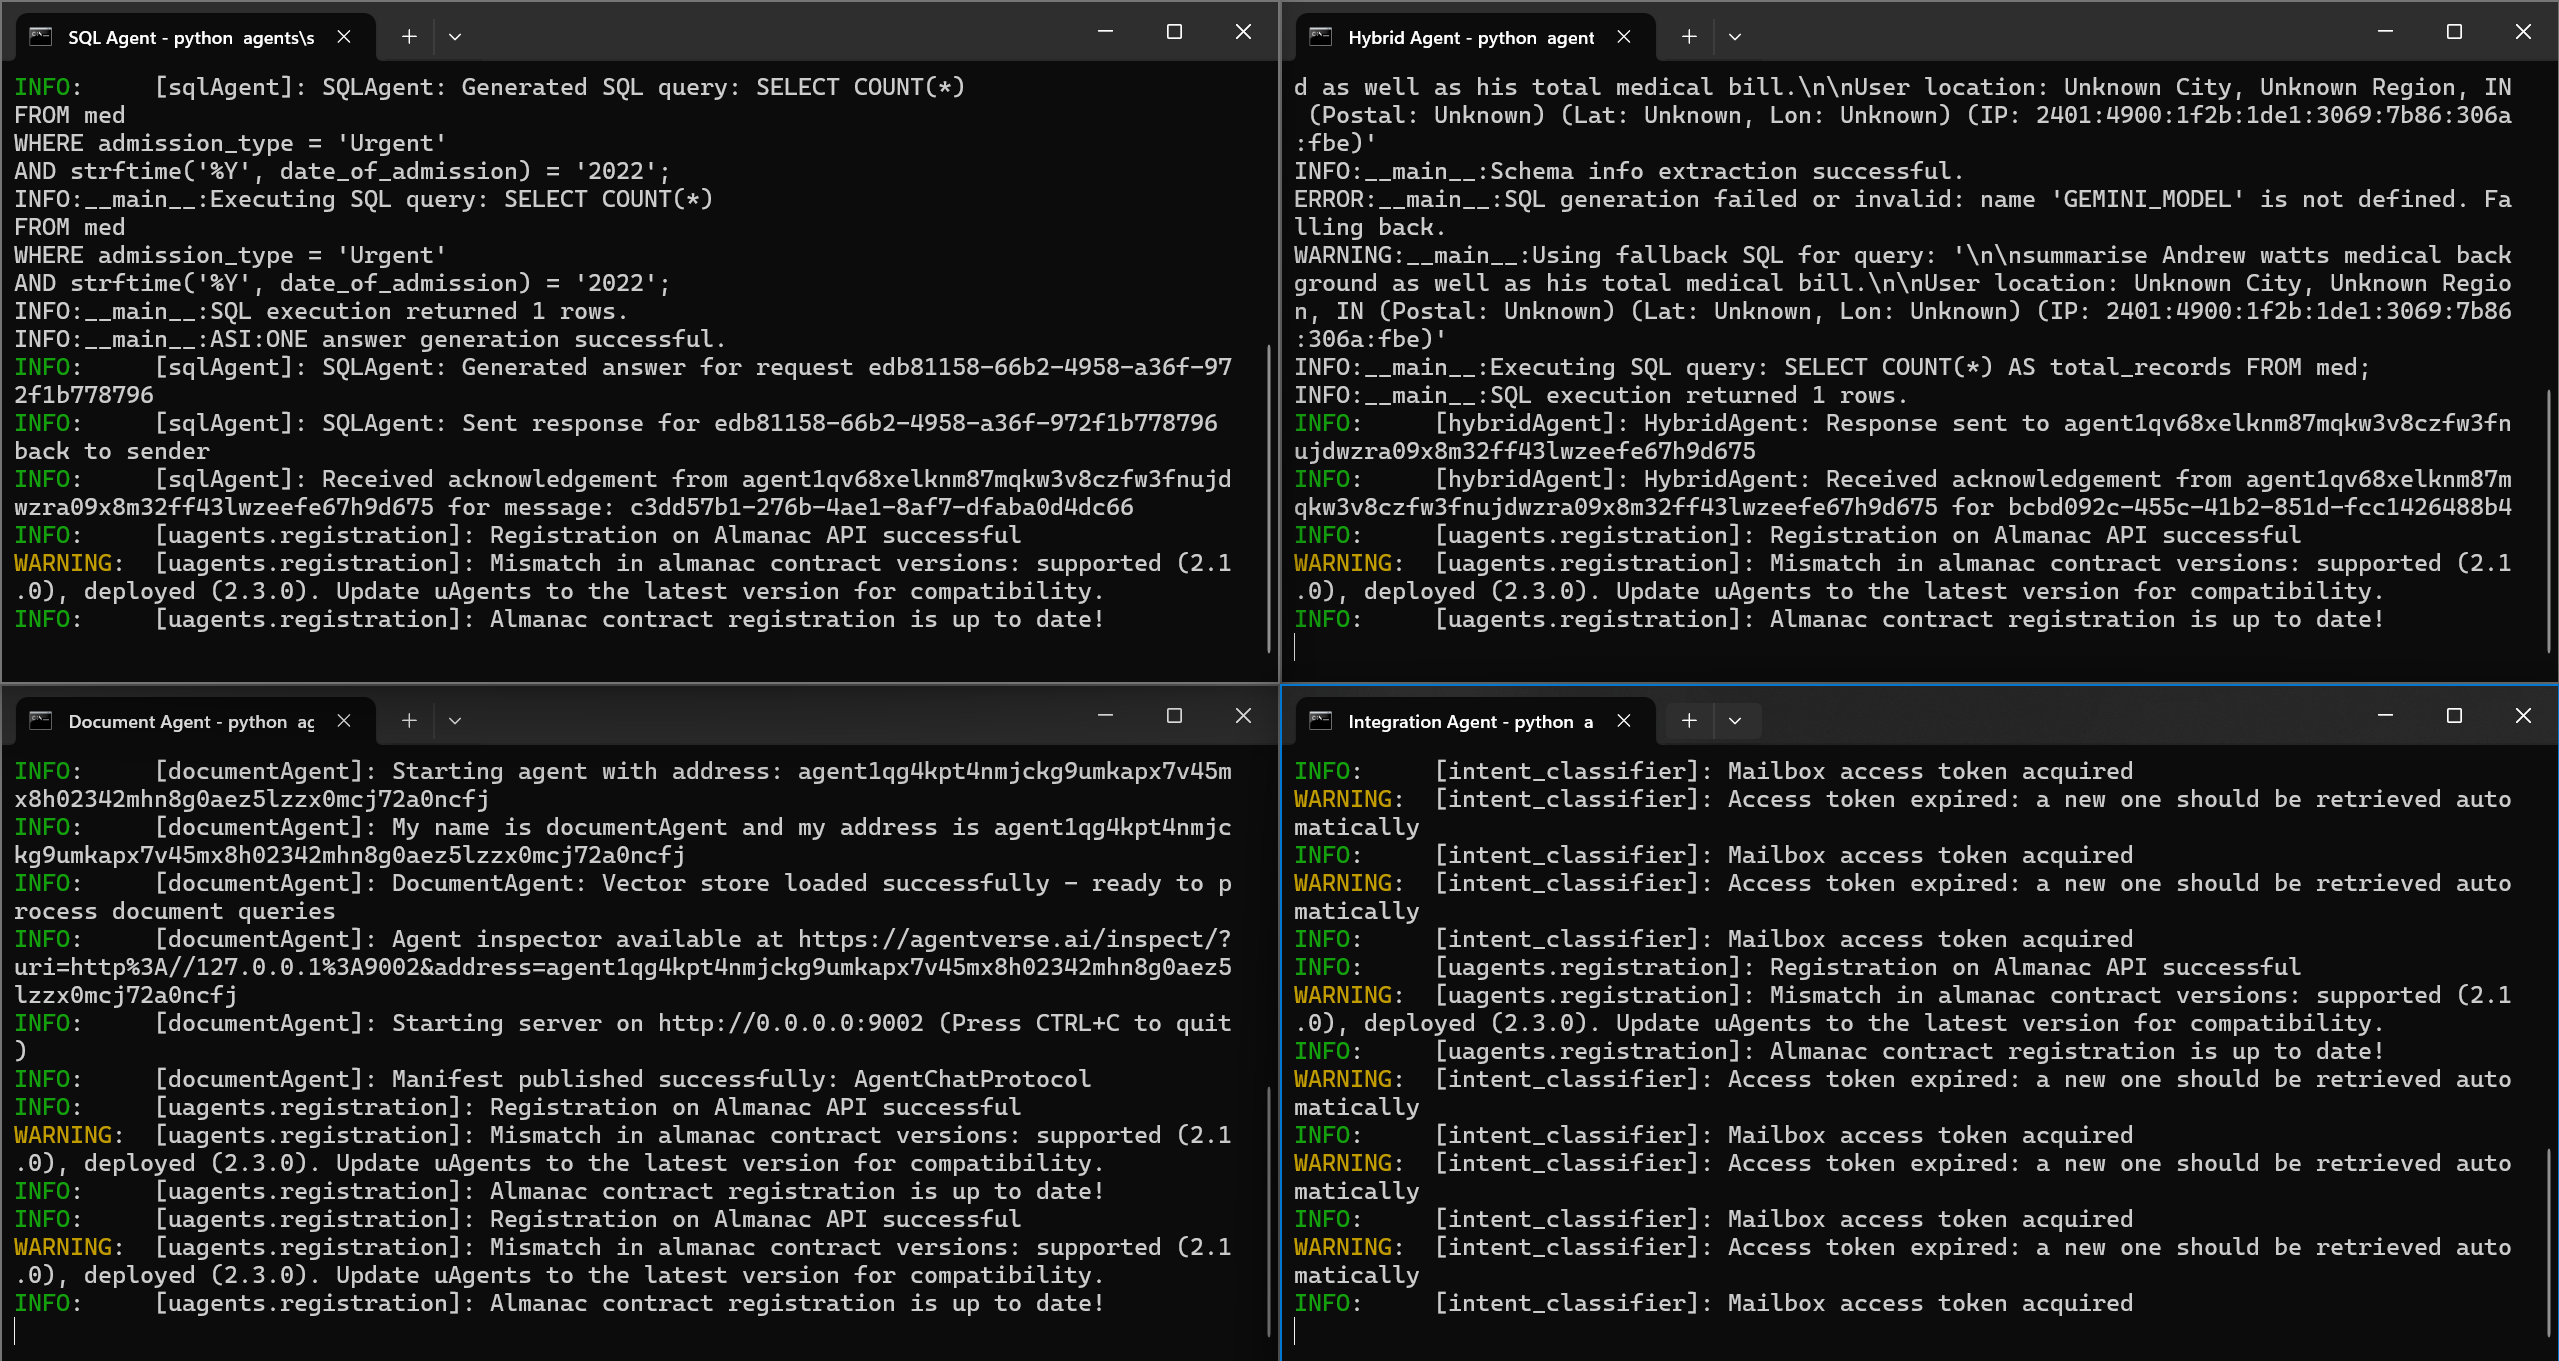 SQL Agent - python  agents\s
INFO:     [sqlAgent]: SQLAgent: Generated SQL query: SELECT COUNT(*)
FROM med
WHERE admission_type = 'Urgent'
AND strftime('%Y', date_of_admission) = '2022';
INFO:__main__:Executing SQL query: SELECT COUNT(*)
FROM med
WHERE admission_type = 'Urgent'
AND strftime('%Y', date_of_admission) = '2022';
INFO:__main__:SQL execution returned 1 rows.
INFO:__main__:ASI:ONE answer generation successful.
INFO:     [sqlAgent]: SQLAgent: Generated answer for request edb81158-66b2-4958-a36f-97
2f1b778796
INFO:     [sqlAgent]: SQLAgent: Sent response for edb81158-66b2-4958-a36f-972f1b778796
back to sender
INFO:     [sqlAgent]: Received acknowledgement from agent1qv68xelknm87mqkw3v8czfw3fnujd
wzra09x8m32ff43lwzeefe67h9d675 for message: c3dd57b1-276b-4ae1-8af7-dfaba0d4dc66
INFO:     [uagents.registration]: Registration on Almanac API successful
WARNING:  [uagents.registration]: Mismatch in almanac contract versions: supported (2.1
.0), deployed (2.3.0). Update uAgents to the latest version for compatibility.
INFO:     [uagents.registration]: Almanac contract registration is up to date!
Hybrid Agent - python  agent
d as well as his total medical bill.\n\nUser location: Unknown City, Unknown Region, IN
 (Postal: Unknown) (Lat: Unknown, Lon: Unknown) (IP: 2401:4900:1f2b:1de1:3069:7b86:306a
:fbe)'
INFO:__main__:Schema info extraction successful.
ERROR:__main__:SQL generation failed or invalid: name 'GEMINI_MODEL' is not defined. Fa
lling back.
WARNING:__main__:Using fallback SQL for query: '\n\nsummarise Andrew watts medical back
ground as well as his total medical bill.\n\nUser location: Unknown City, Unknown Regio
n, IN (Postal: Unknown) (Lat: Unknown, Lon: Unknown) (IP: 2401:4900:1f2b:1de1:3069:7b86
:306a:fbe)'
INFO:__main__:Executing SQL query: SELECT COUNT(*) AS total_records FROM med;
INFO:__main__:SQL execution returned 1 rows.
INFO:     [hybridAgent]: HybridAgent: Response sent to agent1qv68xelknm87mqkw3v8czfw3fn
ujdwzra09x8m32ff43lwzeefe67h9d675
INFO:     [hybridAgent]: HybridAgent: Received acknowledgement from agent1qv68xelknm87m
qkw3v8czfw3fnujdwzra09x8m32ff43lwzeefe67h9d675 for bcbd092c-455c-41b2-851d-fcc1426488b4
INFO:     [uagents.registration]: Registration on Almanac API successful
WARNING:  [uagents.registration]: Mismatch in almanac contract versions: supported (2.1
.0), deployed (2.3.0). Update uAgents to the latest version for compatibility.
INFO:     [uagents.registration]: Almanac contract registration is up to date!
Document Agent - python  ag
INFO:     [documentAgent]: Starting agent with address: agent1qg4kpt4nmjckg9umkapx7v45m
x8h02342mhn8g0aez5lzzx0mcj72a0ncfj
INFO:     [documentAgent]: My name is documentAgent and my address is agent1qg4kpt4nmjc
kg9umkapx7v45mx8h02342mhn8g0aez5lzzx0mcj72a0ncfj
INFO:     [documentAgent]: DocumentAgent: Vector store loaded successfully - ready to p
rocess document queries
INFO:     [documentAgent]: Agent inspector available at https://agentverse.ai/inspect/?
uri=http%3A//127.0.0.1%3A9002&address=agent1qg4kpt4nmjckg9umkapx7v45mx8h02342mhn8g0aez5
lzzx0mcj72a0ncfj
INFO:     [documentAgent]: Starting server on http://0.0.0.0:9002 (Press CTRL+C to quit
)
INFO:     [documentAgent]: Manifest published successfully: AgentChatProtocol
INFO:     [uagents.registration]: Registration on Almanac API successful
WARNING:  [uagents.registration]: Mismatch in almanac contract versions: supported (2.1
.0), deployed (2.3.0). Update uAgents to the latest version for compatibility.
INFO:     [uagents.registration]: Almanac contract registration is up to date!
INFO:     [uagents.registration]: Registration on Almanac API successful
WARNING:  [uagents.registration]: Mismatch in almanac contract versions: supported (2.1
.0), deployed (2.3.0). Update uAgents to the latest version for compatibility.
INFO:     [uagents.registration]: Almanac contract registration is up to date!
Integration Agent - python  a
INFO:     [intent_classifier]: Mailbox access token acquired
WARNING:  [intent_classifier]: Access token expired: a new one should be retrieved auto
matically
INFO:     [intent_classifier]: Mailbox access token acquired
WARNING:  [intent_classifier]: Access token expired: a new one should be retrieved auto
matically
INFO:     [intent_classifier]: Mailbox access token acquired
INFO:     [uagents.registration]: Registration on Almanac API successful
WARNING:  [uagents.registration]: Mismatch in almanac contract versions: supported (2.1
.0), deployed (2.3.0). Update uAgents to the latest version for compatibility.
INFO:     [uagents.registration]: Almanac contract registration is up to date!
WARNING:  [intent_classifier]: Access token expired: a new one should be retrieved auto
matically
INFO:     [intent_classifier]: Mailbox access token acquired
WARNING:  [intent_classifier]: Access token expired: a new one should be retrieved auto
matically
INFO:     [intent_classifier]: Mailbox access token acquired
WARNING:  [intent_classifier]: Access token expired: a new one should be retrieved auto
matically
INFO:     [intent_classifier]: Mailbox access token acquired